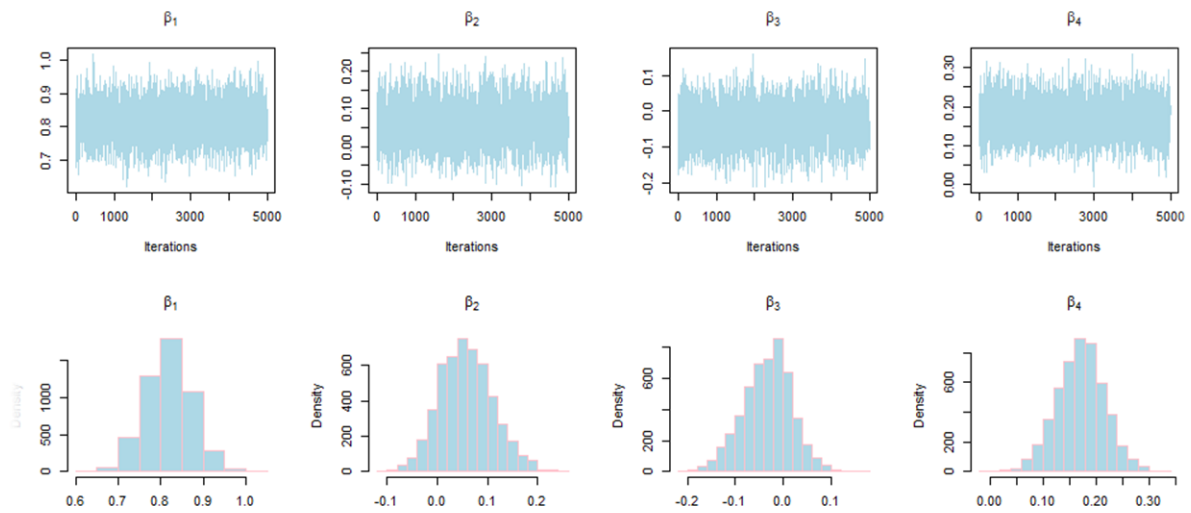 β1
β2
β3
β4
1.0
0.9
0.8
0.7
0 1000 3000 5000
Iterations
0.20
0.10
0.00
-0.10
0 1000 3000 5000
Iterations
0.1
0.0
-0.1
-0.2
0 1000 3000 5000
Iterations
0.30
0.20
0.10
0.00
0 1000 3000 5000
Iterations
β1
β2
β3
β4
Density
1000
500
0
0.6 0.7 0.8 0.9 1.0
Density
600
400
200
0
-0.1 0.0 0.1 0.2
Density
600
200
0
-0.2 -0.1 0.0 0.1
Density
600
200
0
0.00 0.10 0.20 0.30